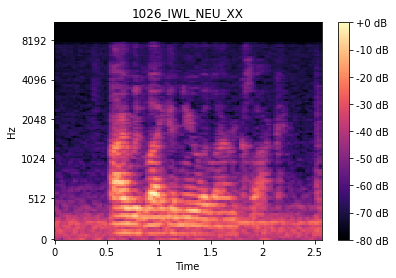 1026_IWL_NEU_XX
+0 dB
8192
-10 dB
4096
-20 dB
-30 dB
2048
Hz
-40 dB
1024
-50 dB
512
-60 dB
-70 dB
0
-80 dB
0
0.5
1
1.5
2
2.5
Time